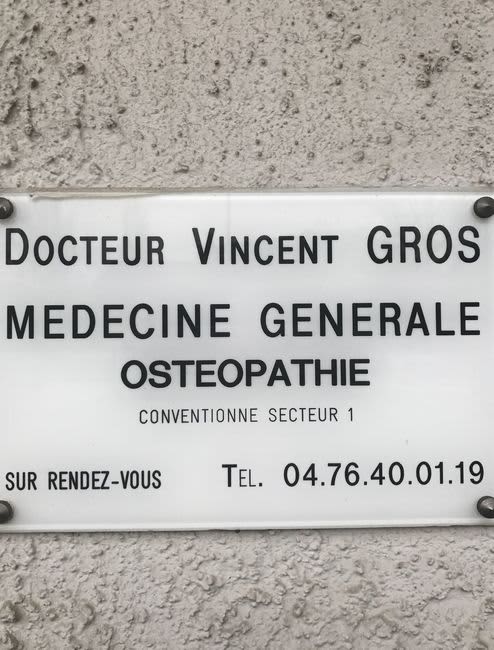 DOCTEUR VINCENT GROS
MEDECINE GENERALE
OSTEOPATHIE
CONVENTIONNE SECTEUR 1
SUR RENDEZ-VOUS TEL. 04.76.40.01.19